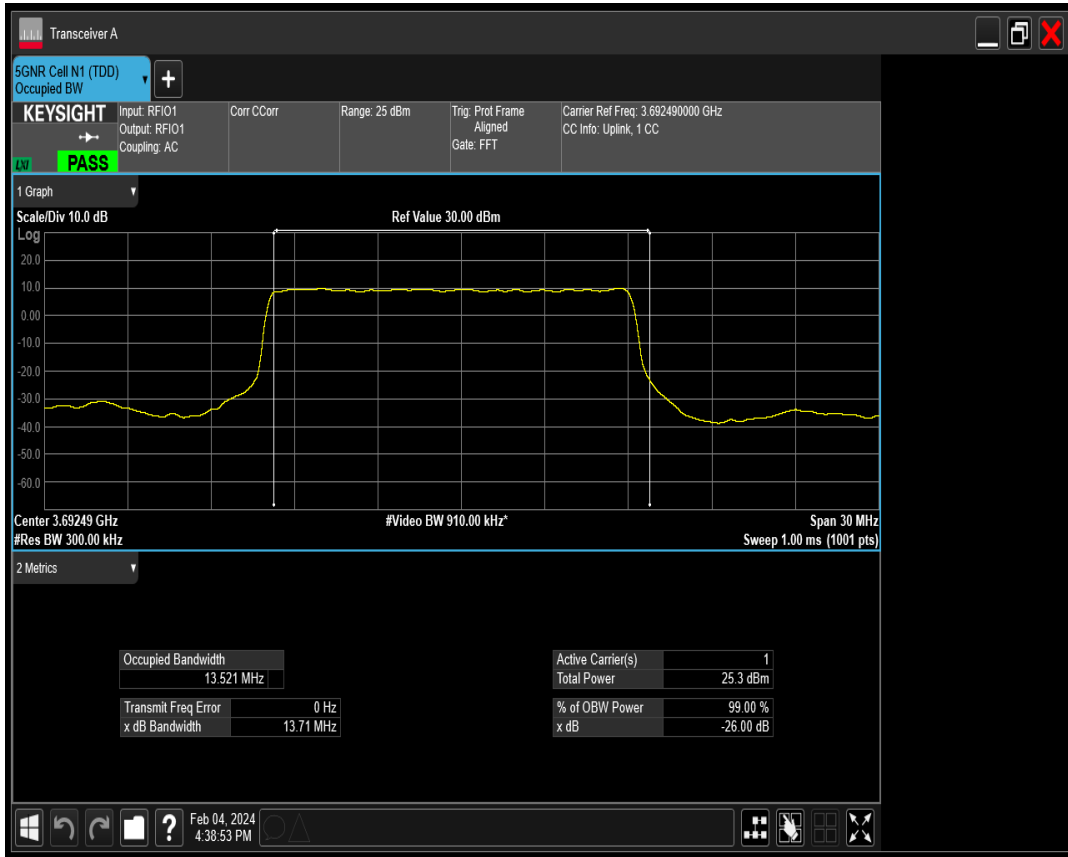 Transceiver A
5GNR Cell N1 (TDD)
Occupied BW
+
KEYSIGHT
LXI
PASS
Input: RFIO1
Output: RFIO1
Coupling: AC
Corr CCorr
Range: 25 dBm
Trig: Prot Frame
Aligned
Gate: FFT
Carrier Ref Freq: 3.692490000 GHz
CC Info: Uplink, 1 CC
1 Graph
Scale/Div 10.0 dB
Ref Value 30.00 dBm
Log
20.0
10.0
0.00
-10.0
-20.0
-30.0
-40.0
-50.0
-60.0
Center 3.69249 GHz
#Video BW 910.00 kHz*
Span 30 MHz
#Res BW 300.00 kHz
Sweep 1.00 ms (1001 pts)
2 Metrics
Occupied Bandwidth
13.521 MHz
Transmit Freq Error 0 Hz
x dB Bandwidth 13.71 MHz
Active Carrier(s) 1
Total Power 25.3 dBm
% of OBW Power 99.00 %
x dB -26.00 dB
?
Feb 04, 2024
4:38:53 PM